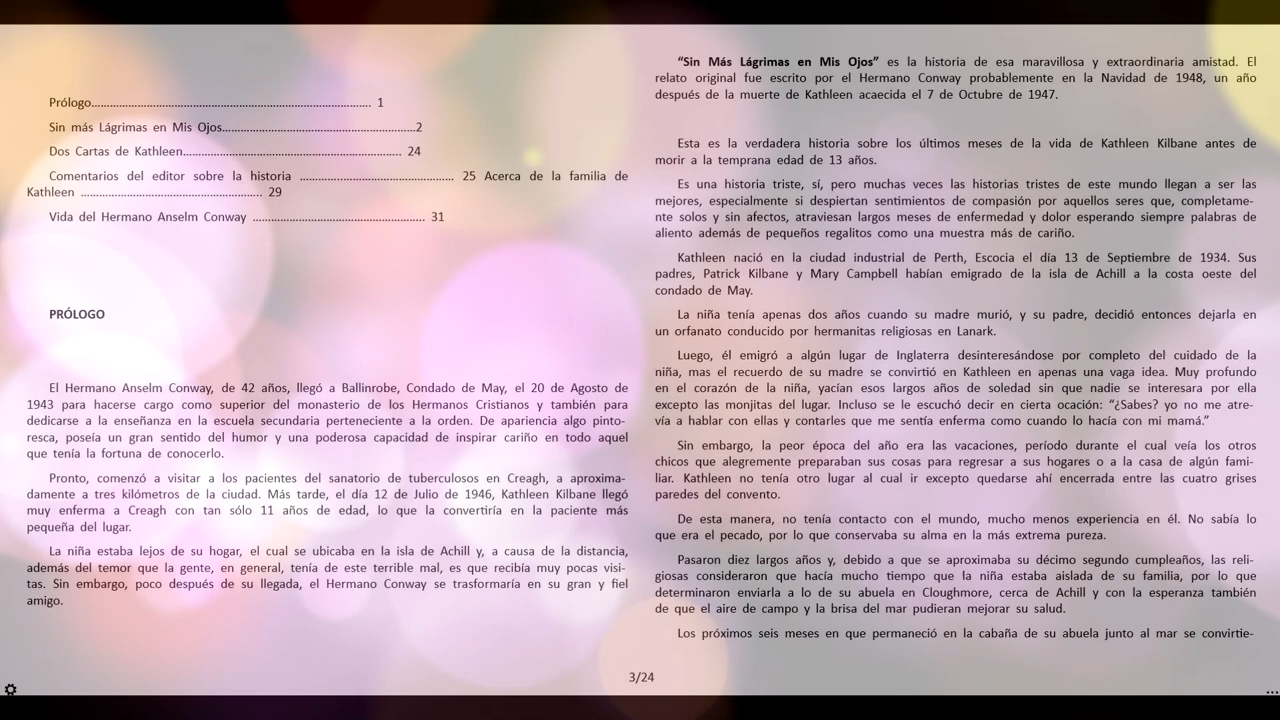 Prólogo.................................................................................................. 1
Sin más Lágrimas en Mis Ojos....................................................................2
Dos Cartas de Kathleen............................................................................. 24
Comentarios del editor sobre la historia ...................................................... 25 Acerca de la familia de
Kathleen ............................................................... 29
Vida del Hermano Anselm Conway ............................................................ 31
PRÓLOGO
El Hermano Anselm Conway, de 42 años, llegó a Ballinrobe, Condado de May, el 20 de Agosto de
1943 para hacerse cargo como superior del monasterio de los Hermanos Cristianos y también para
dedicarse a la enseñanza en la escuela secundaria perteneciente a la orden. De apariencia algo pinto-
resca, poseía un gran sentido del humor y una poderosa capacidad de inspirar cariño en todo aquel
que tenía la fortuna de conocerlo.
Pronto, comenzó a visitar a los pacientes del sanatorio de tuberculosos en Creagh, a aproxima-
damente a tres kilómetros de la ciudad. Más tarde, el día 12 de Julio de 1946, Kathleen Kilbane llegó
muy enferma a Creagh con tan sólo 11 años de edad, lo que la convertiría en la paciente más
pequeña del lugar.
La niña estaba lejos de su hogar, el cual se ubicaba en la isla de Achill y, a causa de la distancia,
además del temor que la gente, en general, tenía de este terrible mal, es que recibía muy pocas visi-
tas. Sin embargo, poco después de su llegada, el Hermano Conway se trasformaría en su gran y fiel
amigo.
“Sin Más Lágrimas en Mis Ojos” es la historia de esa maravillosa y extraordinaria amistad. El
relato original fue escrito por el Hermano Conway probablemente en la Navidad de 1948, un año
después de la muerte de Kathleen acaecida el 7 de Octubre de 1947.
Esta es la verdadera historia sobre los últimos meses de la vida de Kathleen Kilbane antes de
morir a la temprana edad de 13 años.
Es una historia triste, sí, pero muchas veces las historias tristes de este mundo llegan a ser las
mejores, especialmente si despiertan sentimientos de compasión por aquellos seres que, completame-
nte solos y sin afectos, atraviesan largos meses de enfermedad y dolor esperando siempre palabras de
aliento además de pequeños regalitos como una muestra más de cariño.
Kathleen nació en la ciudad industrial de Perth, Escocia el día 13 de Septiembre de 1934. Sus
padres, Patrick Kilbane y Mary Campbell habían emigrado de la isla de Achill a la costa oeste del
condado de May.
La niña tenía apenas dos años cuando su madre murió, y su padre, decidió entonces dejarla en
un orfanato conducido por hermanitas religiosas en Lanark.
Luego, él emigró a algún lugar de Inglaterra desinteresándose por completo del cuidado de la
niña, mas el recuerdo de su madre se convirtió en Kathleen en apenas una vaga idea. Muy profundo
en el corazón de la niña, yacían esos largos años de soledad sin que nadie se interesara por ella
excepto las monjitas del lugar. Incluso se le escuchó decir en cierta ocación: “¿Sabes? yo no me atre-
vía a hablar con ellas y contarles que me sentía enferma como cuando lo hacía con mi mamá.”
Sin embargo, la peor época del año era las vacaciones, período durante el cual veía los otros
chicos que alegremente preparaban sus cosas para regresar a sus hogares o a la casa de algún fami-
liar. Kathleen no tenía otro lugar al cual ir excepto quedarse ahí encerrada entre las cuatro grises
paredes del convento.
De esta manera, no tenía contacto con el mundo, mucho menos experiencia en él. No sabía lo
que era el pecado, por lo que conservaba su alma en la más extrema pureza.
Pasaron diez largos años y, debido a que se aproximaba su décimo segundo cumpleaños, las reli-
giosas consideraron que hacía mucho tiempo que la niña estaba aislada de su familia, por lo que
determinaron enviarla a lo de su abuela en Cloughmore, cerca de Achill y con la esperanza también
de que el aire de campo y la brisa del mar pudieran mejorar su salud.
Los próximos seis meses en que permaneció en la cabaña de su abuela junto al mar se convirtie-
3/24